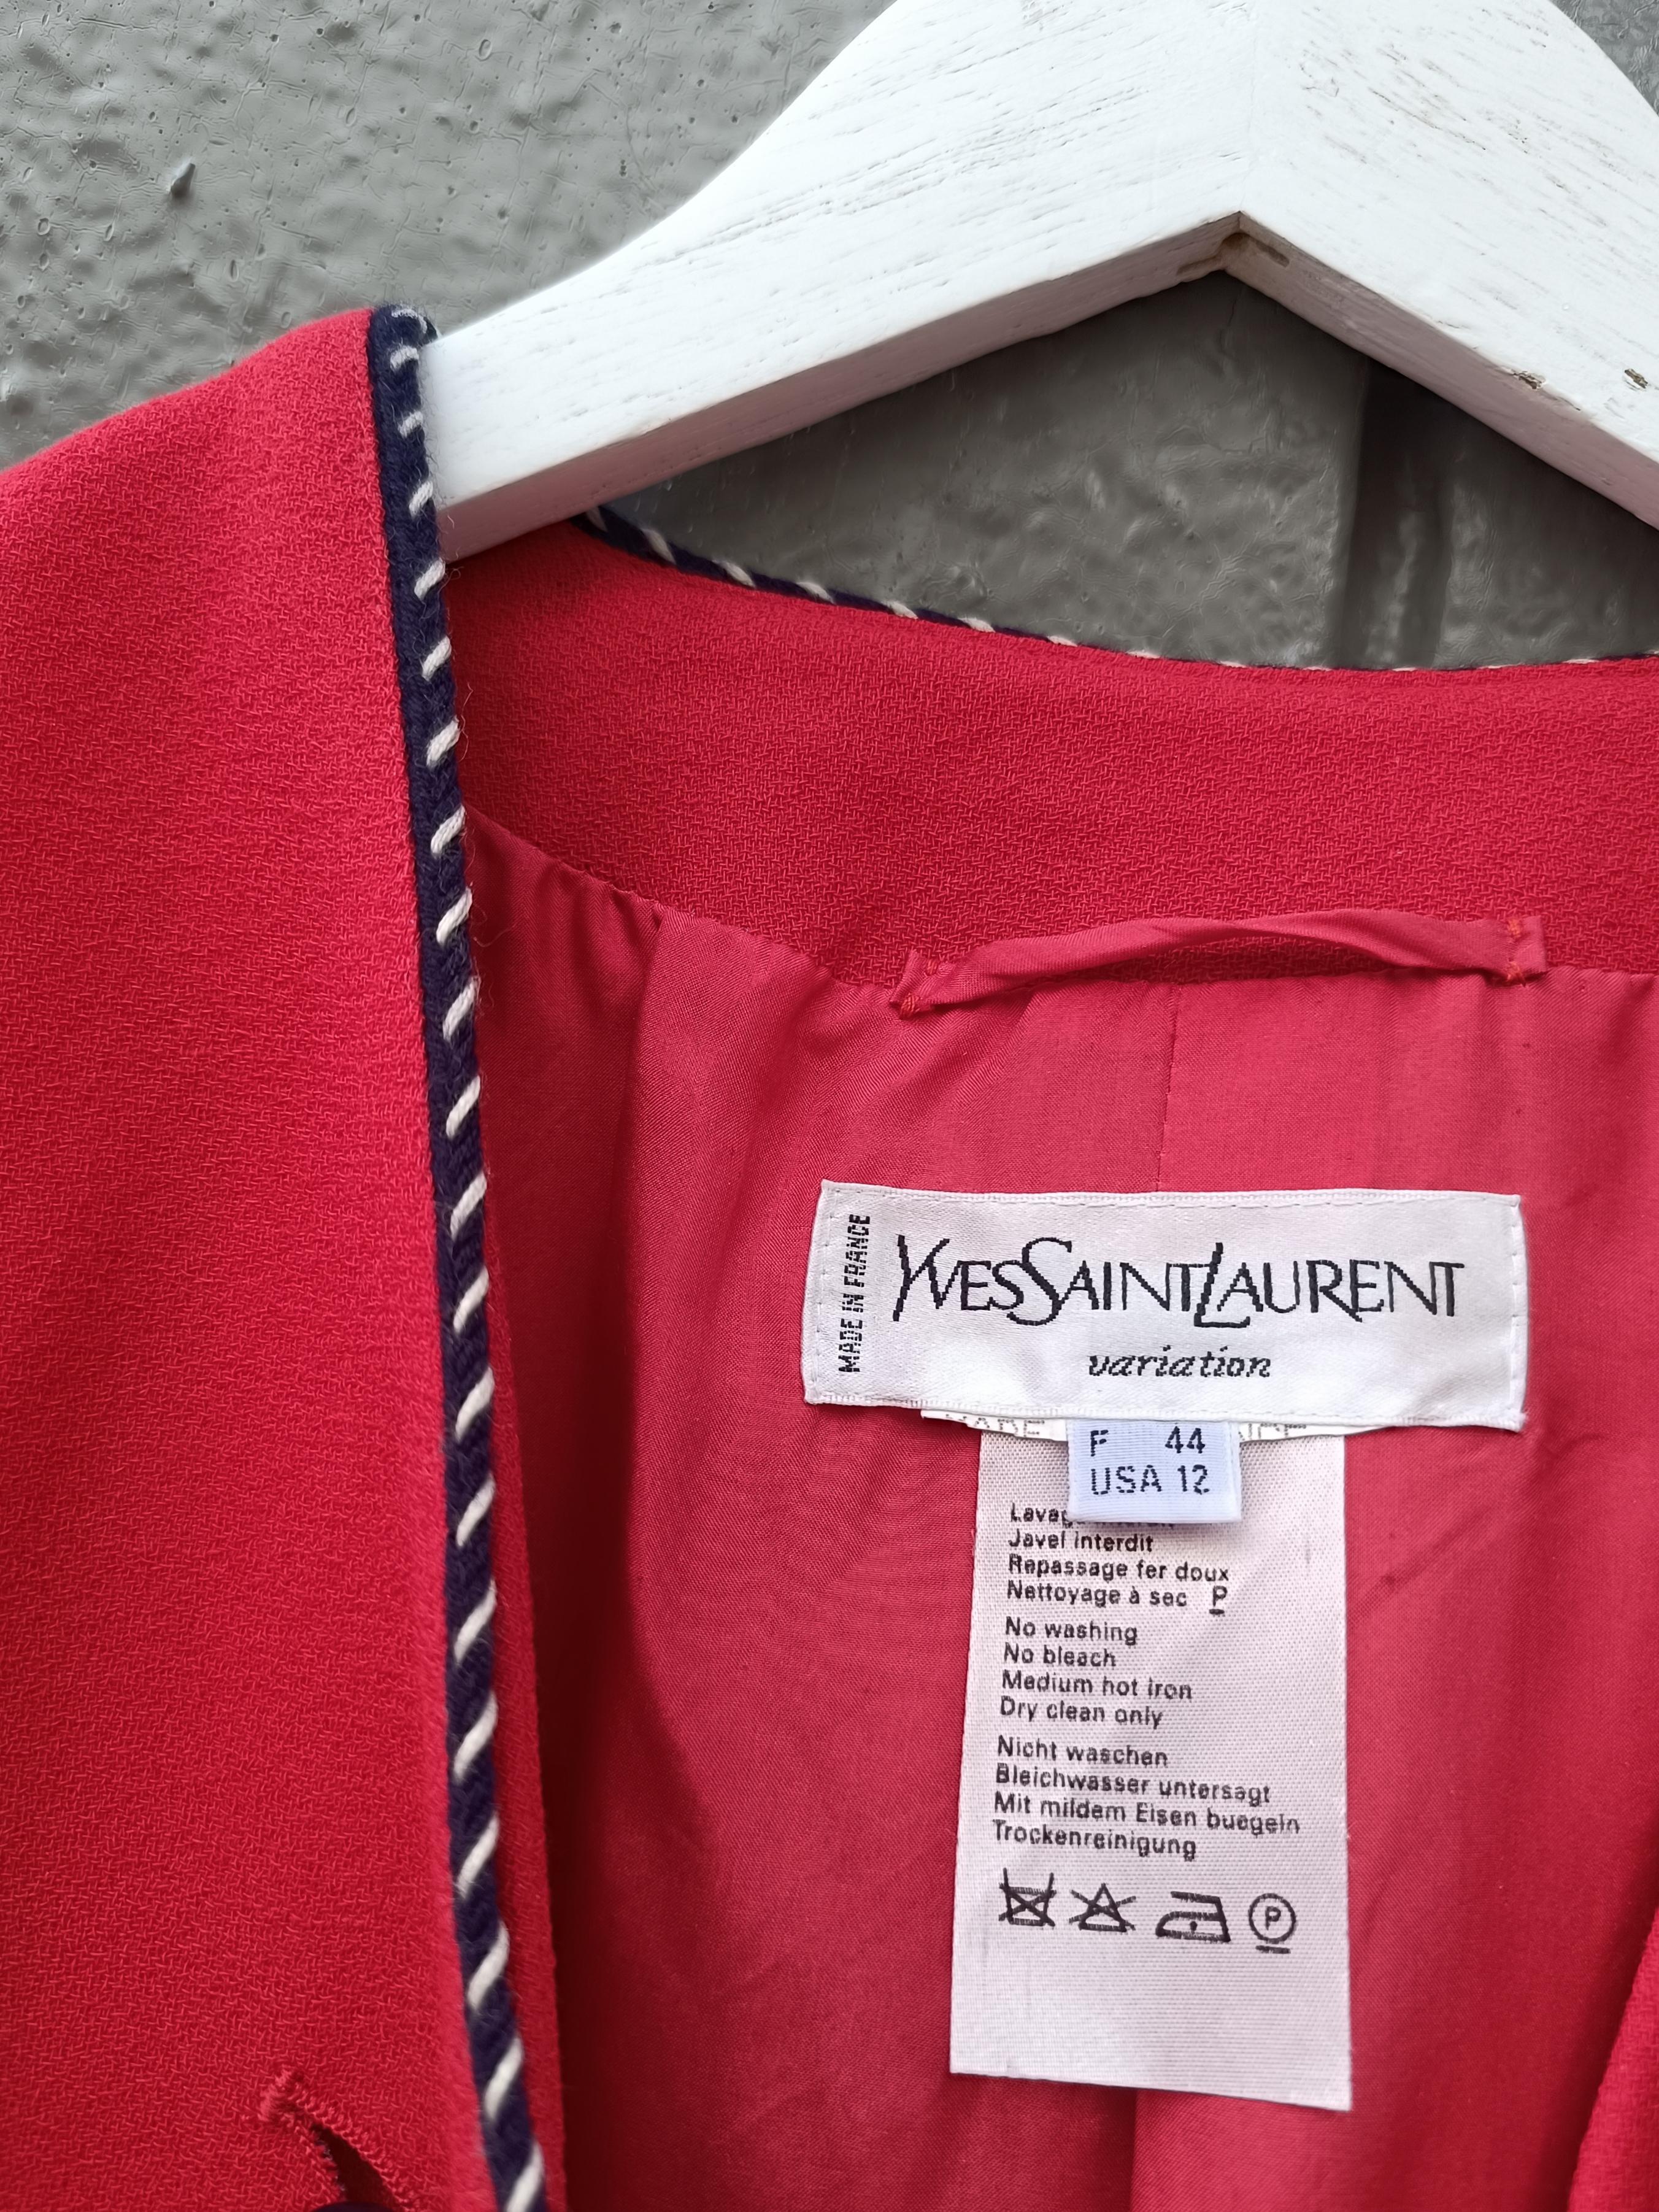 MADE IN FRANCE
YVES SAINT LAURENT
variation
F 44
USA 12
Javel interdit
Repassage fer doux
Nettoyage à sec P
No washing
No bleach
Medium hot iron
Dry clean only
Nicht waschen
Bleichwasser untersagt
Mit mildem Eisen buegeln
Trockenreinigung
P